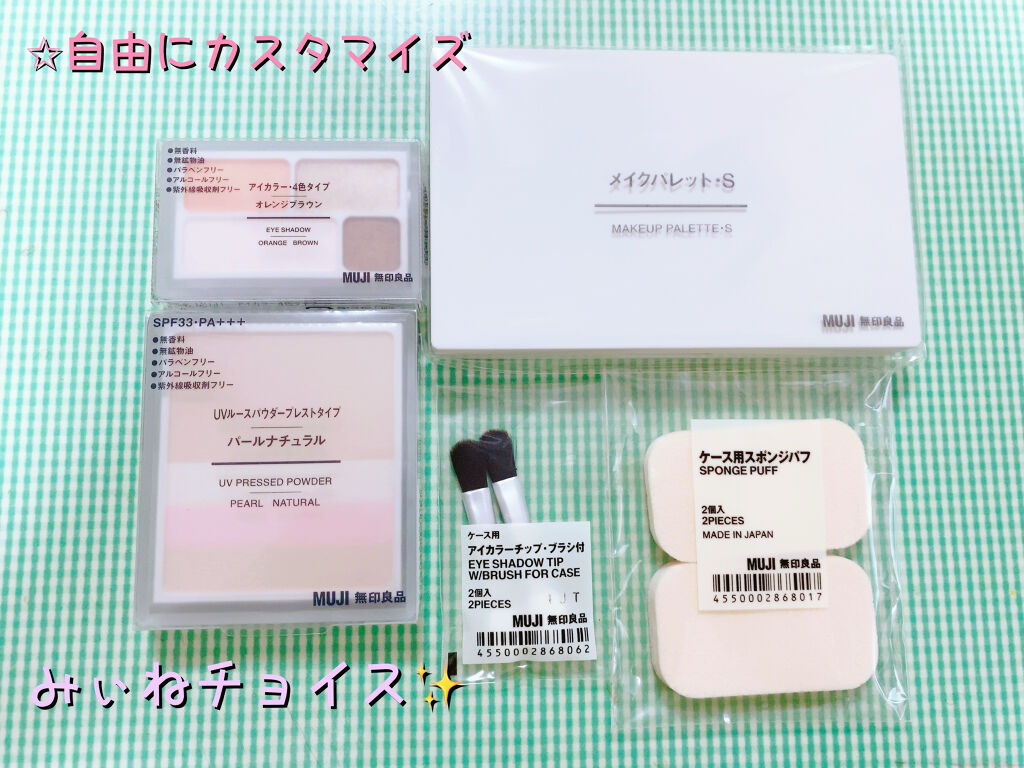 ☆自由にカスタマイズ
●無香料
●無鉱物油
●パラベンフリー
●アルコールフリー
●紫外線吸収剤フリー
アイカラー・4色タイプ
オレンジブラウン
EYE SHADOW
ORANGE BROWN
MUJI 無印良品
メイクパレット・S
MAKEUP PALETTE・S
MUJI 無印良品
SPF33・PA+++
●無香料
●無鉱物油
●パラベンフリー
●アルコールフリー
●紫外線吸収剤フリー
UVルースパウダープレストタイプ
パールナチュラル
UV PRESSED POWDER
PEARL NATURAL
MUJI 無印良品
ケース用
アイカラーチップ・ブラシ付
EYE SHADOW TIP
W/BRUSH FOR CASE
2個入
2PIECES
MUJI 無印良品
4550002868062
ケース用スポンジパフ
SPONGE PUFF
2個入
2PIECES
MADE IN JAPAN
MUJI 無印良品
4550002868017
みぃねチョイス✨